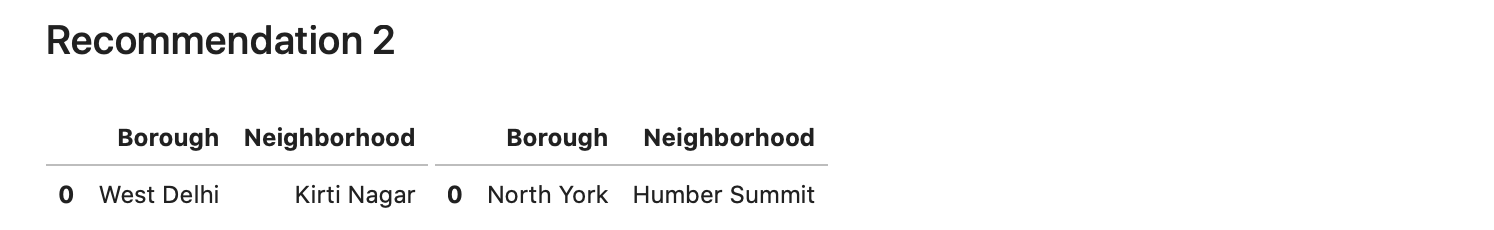 Recommendation 2
Borough Neighborhood Borough Neighborhood
0 West Delhi Kirti Nagar 0 North York Humber Summit